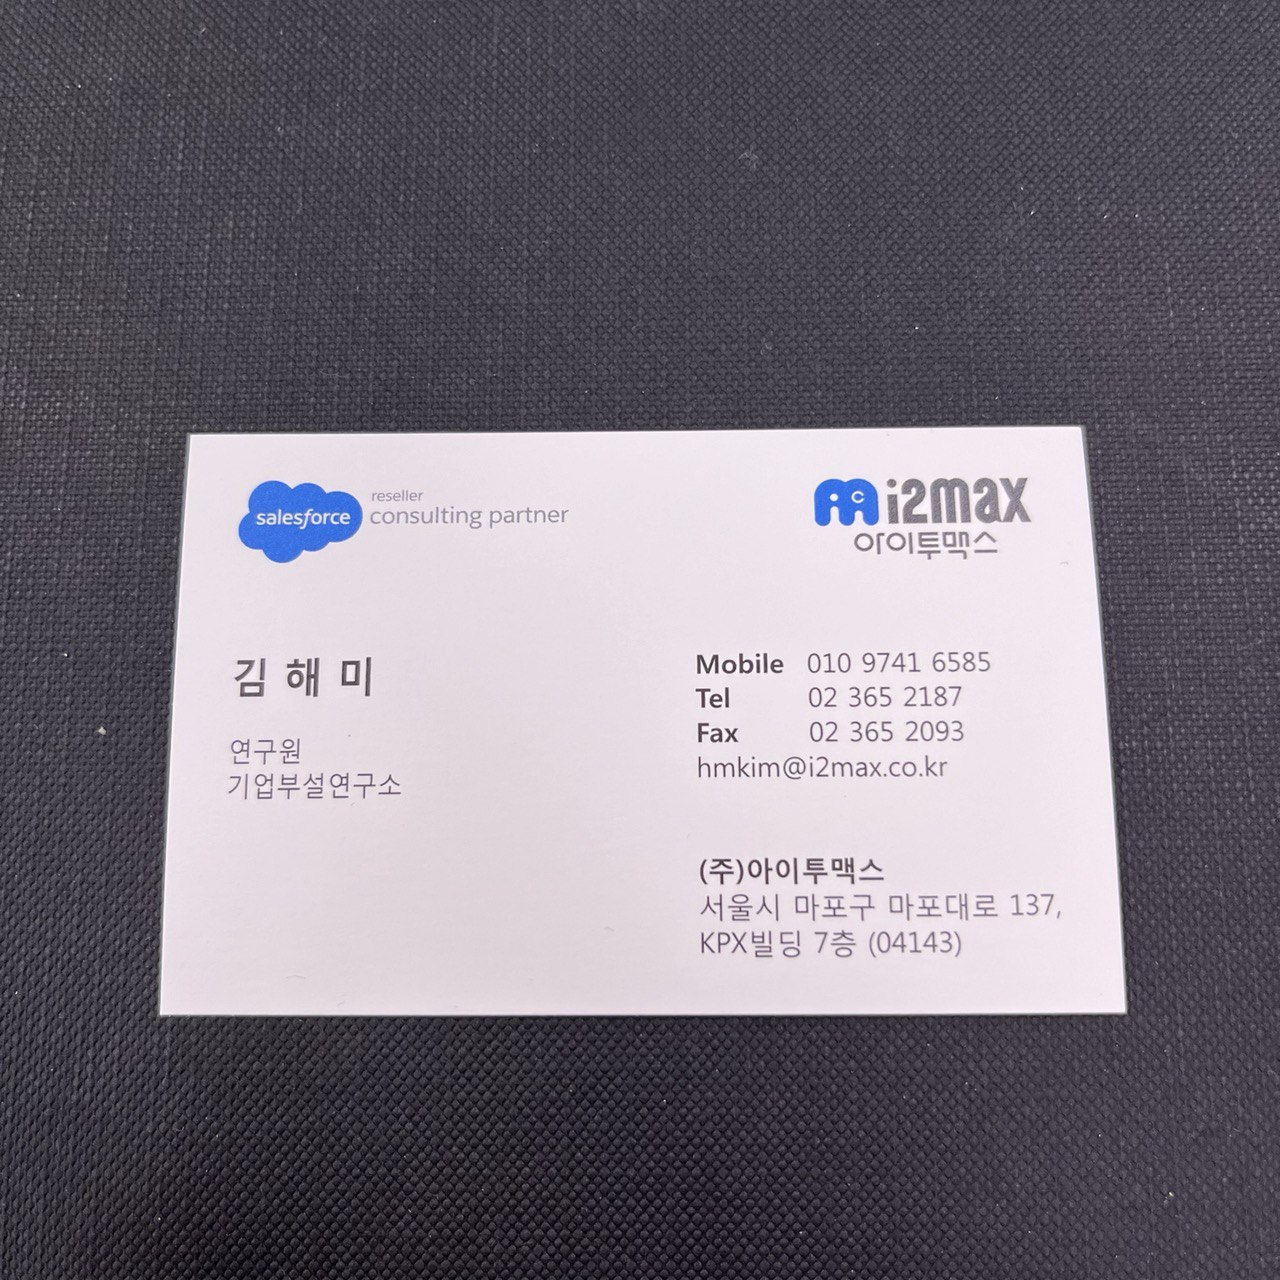 salesforce
reseller
consulting partner
i2max
아이투맥스
김 해 미
연구원
기업부설연구소
Mobile 010 9741 6585
Tel 02 365 2187
Fax 02 365 2093
hmkim@i2max.co.kr
(주)아이투맥스
서울시 마포구 마포대로 137,
KPX빌딩 7층 (04143)